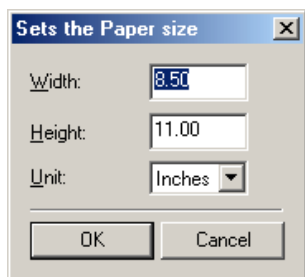 Sets the Paper size
Width: 8.50
Height: 11.00
Unit: Inches
OK Cancel